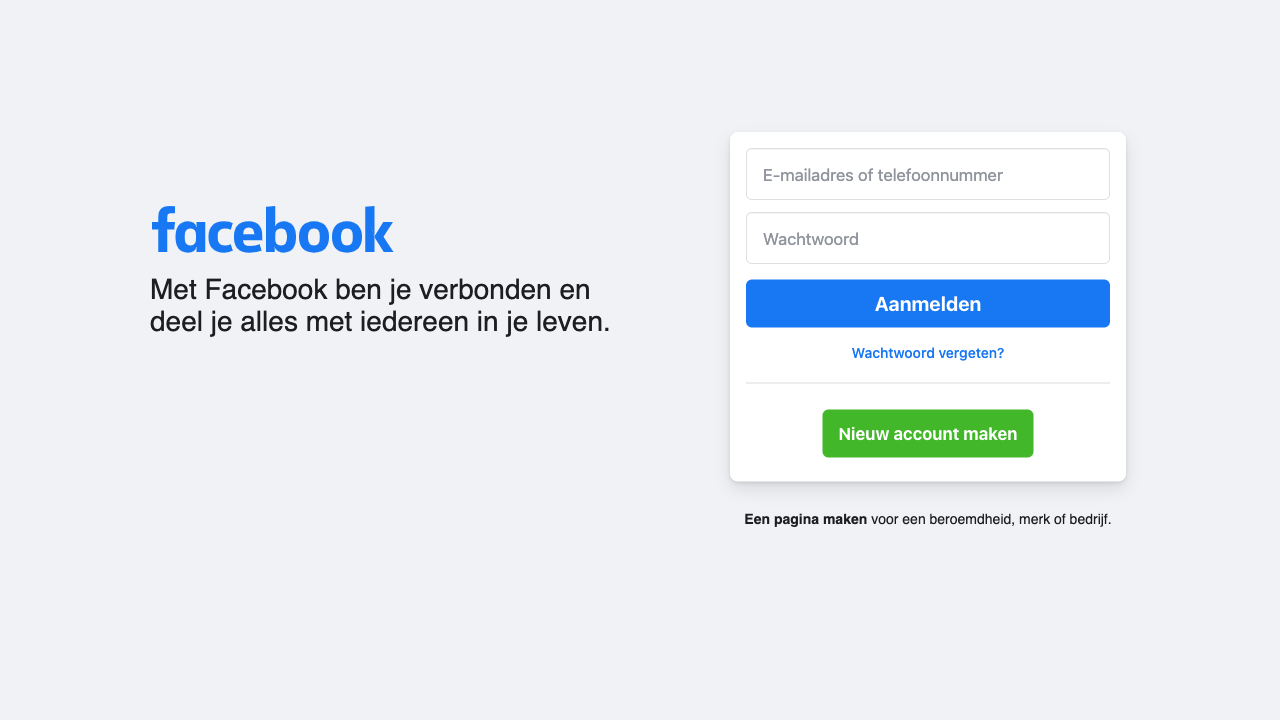 facebook
Met Facebook ben je verbonden en
deel je alles met iedereen in je leven.
E-mailadres of telefoonnummer
Wachtwoord
Aanmelden
Wachtwoord vergeten?
Nieuw account maken
Een pagina maken voor een beroemdheid, merk of bedrijf.